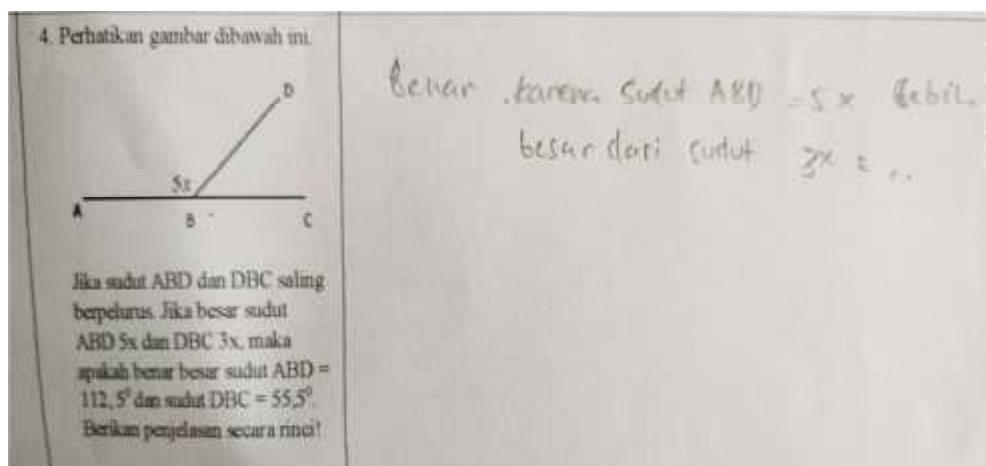 4. Perhatikan gambar dibawah ini.
D
5x
A
B
C
Jika sudut ABD dan DBC saling
berpelurus. Jika besar sudut
ABD 5x dan DBC 3x, maka
apakah benar besar sudut ABD =
112,5⁰ dan sudut DBC = 55,5⁰.
Berikan penjelasan secara rinci!
Benar . karena sudut ABD = 5x lebih
besar dari sudut 3x = ..